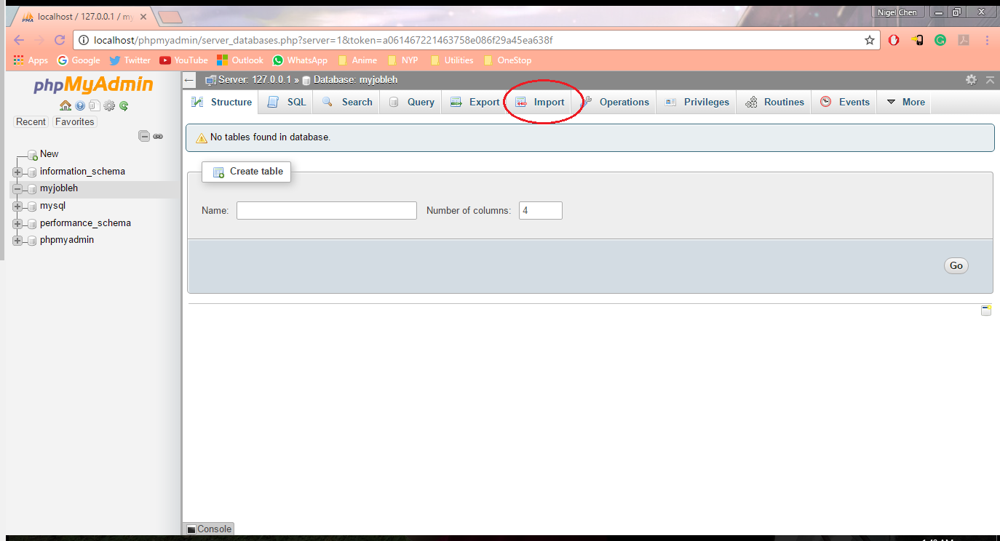 localhost / 127.0.0.1 / my
Nigel Chen
localhost/phpmyadmin/server_databases.php?server=1&token=a061467221463758e086f29a45ea638f
Apps Google Twitter YouTube Outlook WhatsApp Anime NYP Utilities OneStop
phpMyAdmin
Recent Favorites
New
information_schema
myjobleh
mysql
performance_schema
phpmyadmin
Server: 127.0.0.1 » Database: myjobleh
Structure SQL Search Query Export Import Operations Privileges Routines Events More
No tables found in database.
Create table
Name: Number of columns: 4
Go
Console